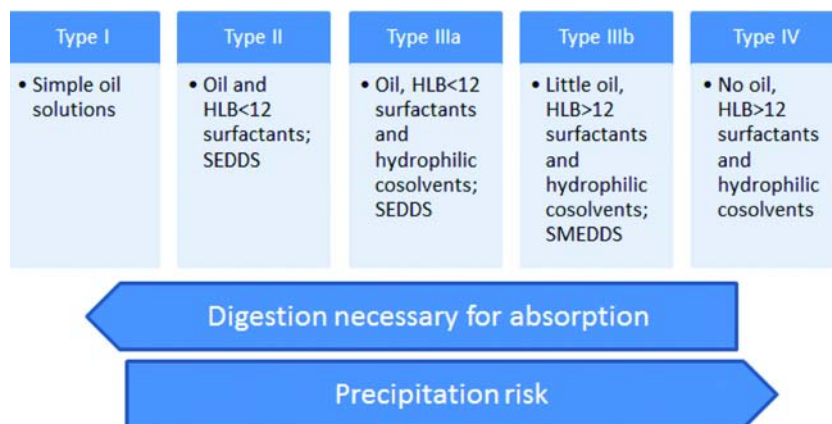 Type I
• Simple oil
solutions
Type II
• Oil and
HLB<12
surfactants;
SEDDS
Type IIIa
• Oil, HLB<12
surfactants
and
hydrophilic
cosolvents;
SEDDS
Type IIIb
• Little oil,
HLB>12
surfactants
and
hydrophilic
cosolvents;
SMEDDS
Type IV
• No oil,
HLB>12
surfactants
and
hydrophilic
cosolvents
Digestion necessary for absorption
Precipitation risk